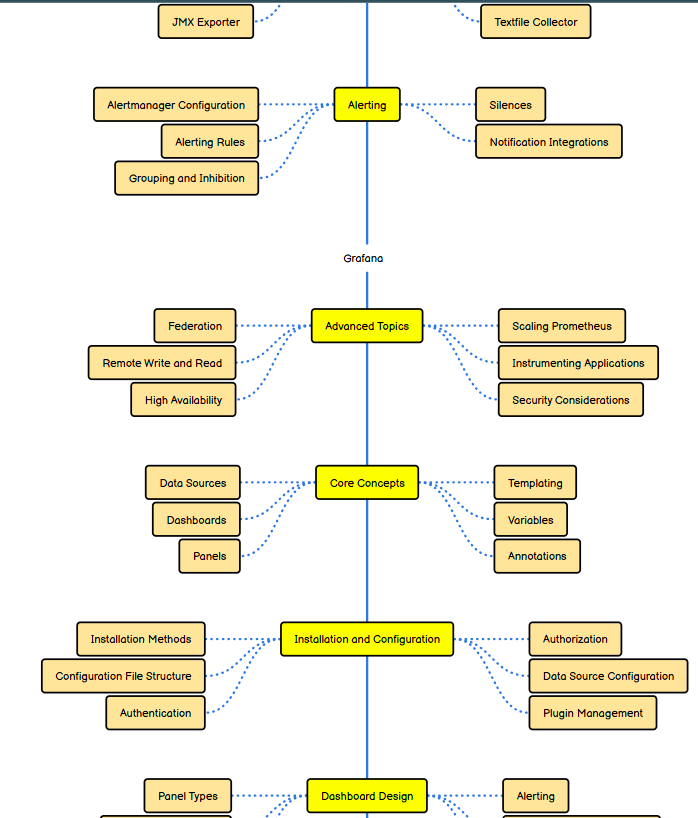 JMX Exporter
Textfile Collector
Alertmanager Configuration
Alerting
Silences
Alerting Rules
Notification Integrations
Grouping and Inhibition
Grafana
Federation
Advanced Topics
Scaling Prometheus
Remote Write and Read
Instrumenting Applications
High Availability
Security Considerations
Data Sources
Core Concepts
Templating
Dashboards
Variables
Panels
Annotations
Installation Methods
Installation and Configuration
Authorization
Configuration File Structure
Data Source Configuration
Authentication
Plugin Management
Panel Types
Dashboard Design
Alerting